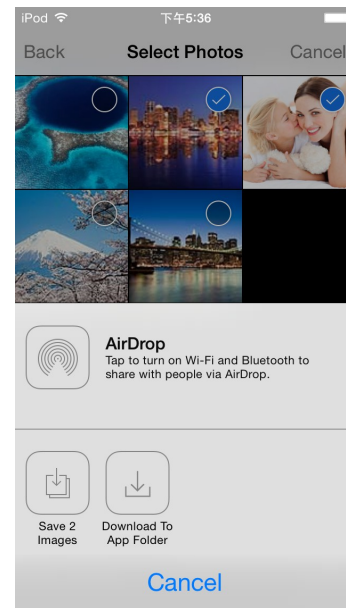 iPod 下午5:36
Back Select Photos Cancel
AirDrop
Tap to turn on Wi-Fi and Bluetooth to
share with people via AirDrop.
Save 2
Images
Download To
App Folder
Cancel